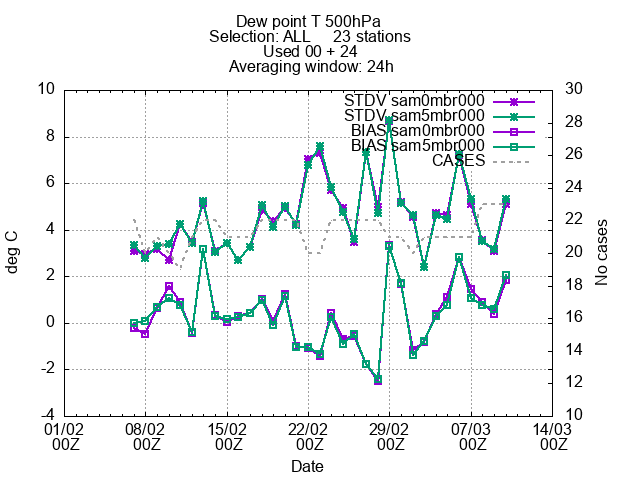 Dew point T 500hPa
Selection: ALL 23 stations
Used 00 + 24
Averaging window: 24h
STDV sam0mbr000
STDV sam5mbr000
BIAS sam0mbr000
BIAS sam5mbr000
CASES
10
8
6
4
2
0
-2
-4
deg C
30
28
26
24
22
20
18
16
14
12
10
No cases
01/02 08/02 15/02 22/02 29/02 07/03 14/03
00Z 00Z 00Z 00Z 00Z 00Z 00Z
Date